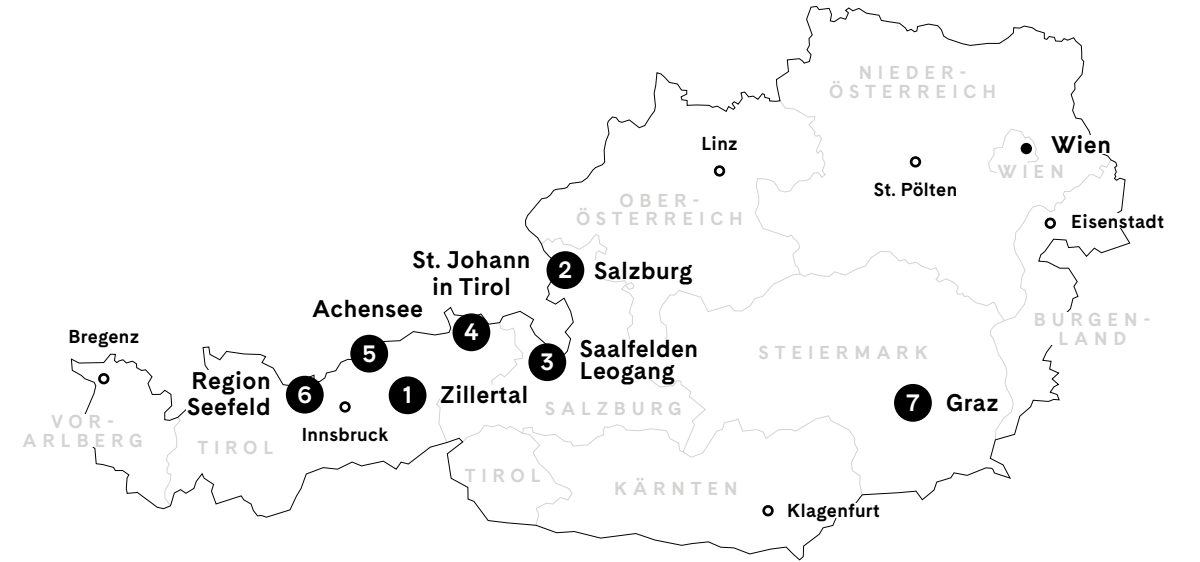 NIEDER-
ÖSTERREICH
Linz
Wien
WIEN
St. Pölten
OBER-
ÖSTERREICH
Eisenstadt
St. Johann
in Tirol
2
Salzburg
Achensee
4
BURGEN-
LAND
Bregenz
5
3
Saalfelden
Leogang
STEIERMARK
Region
Seefeld
6
1
Zillertal
SALZBURG
7
Graz
VOR-
ARLBERG
Innsbruck
TIROL
TIROL
KÄRNTEN
Klagenfurt